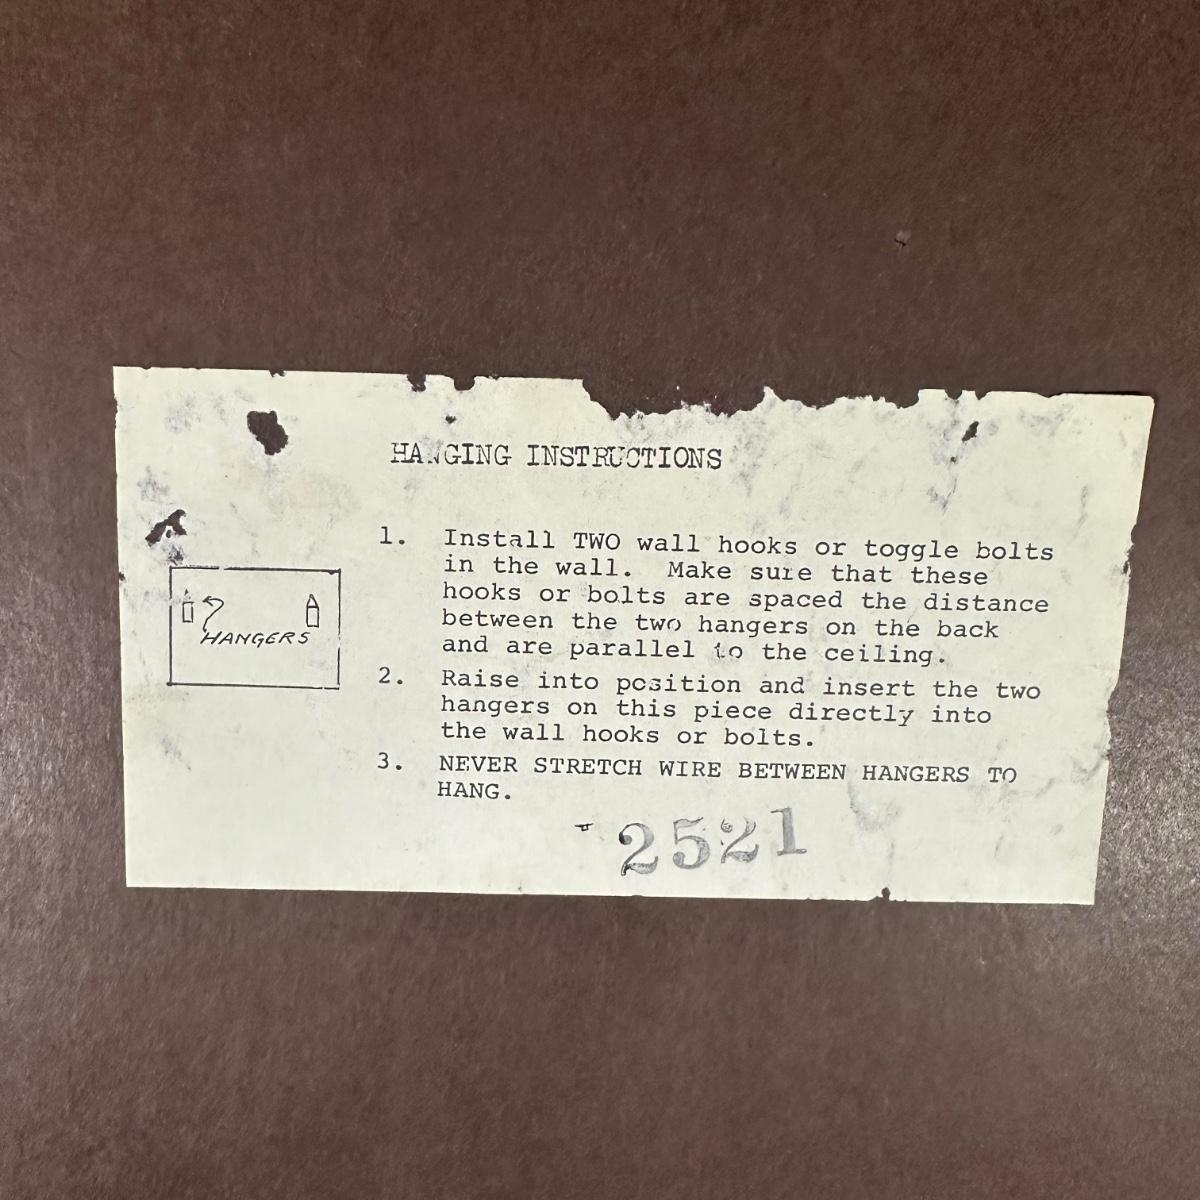 HANGING INSTRUCTIONS
1. Install TWO wall hooks or toggle bolts
in the wall. Make sure that these
hooks or bolts are spaced the distance
between the two hangers on the back
and are parallel to the ceiling.
2. Raise into position and insert the two
hangers on this piece directly into
the wall hooks or bolts.
3. NEVER STRETCH WIRE BETWEEN HANGERS TO
HANG.
HANGERS
2521